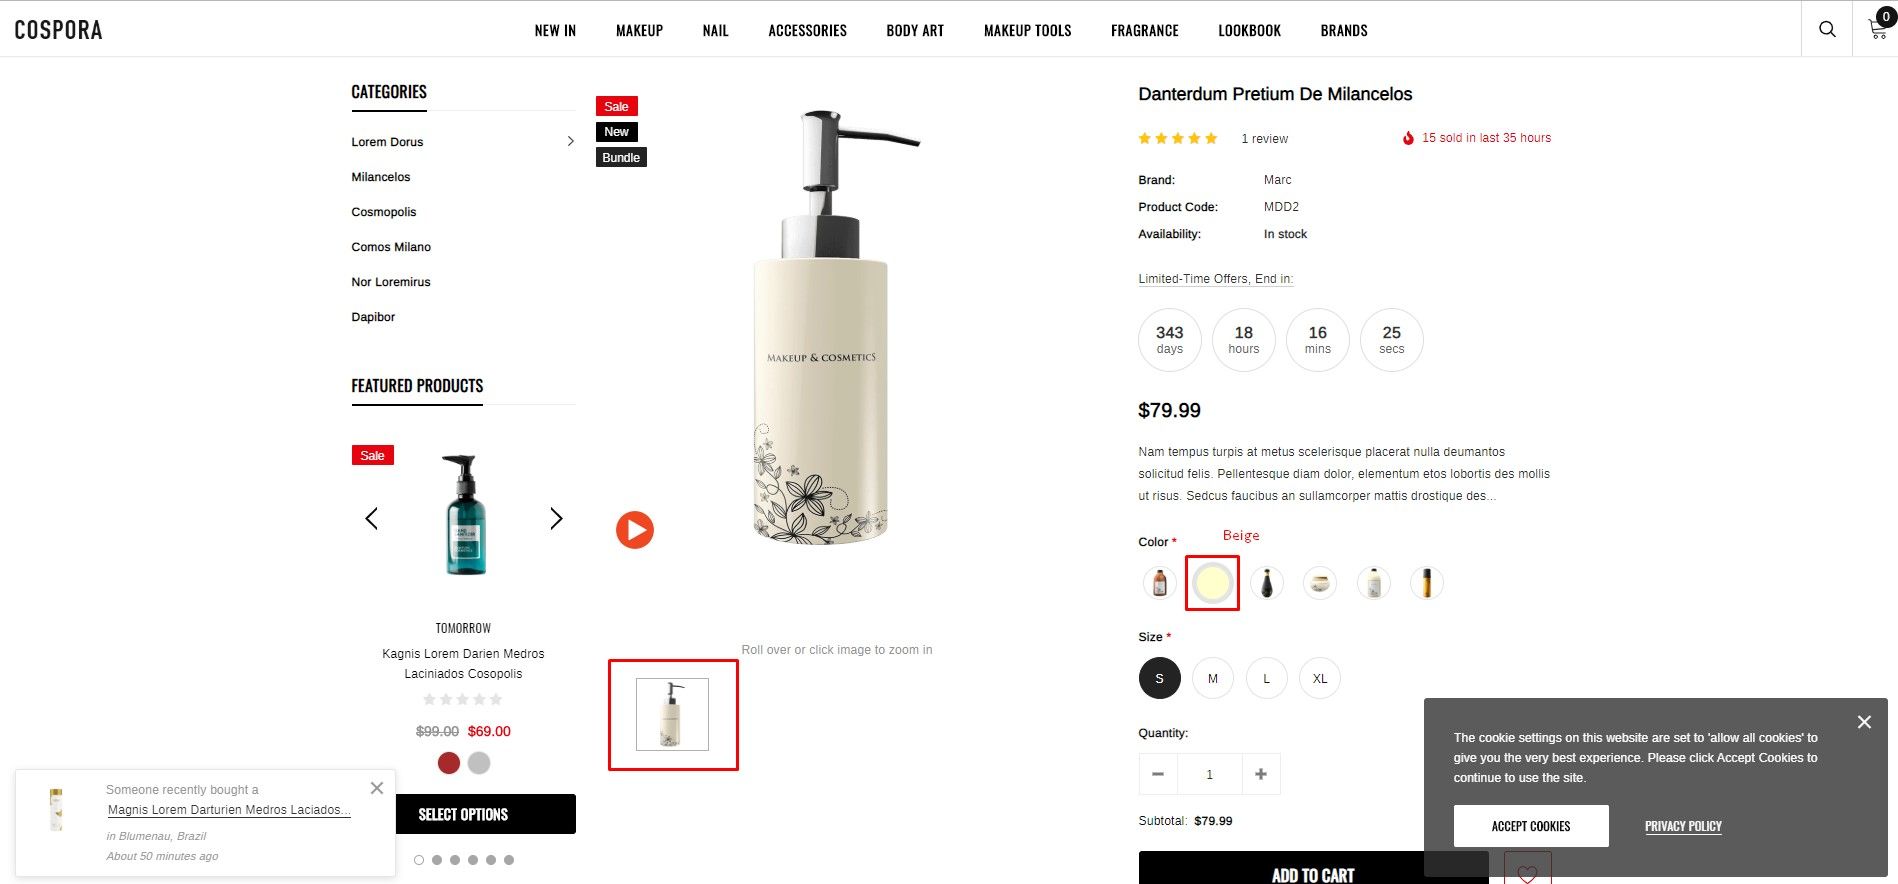 COSPORA
NEW IN
MAKEUP
NAIL
ACCESSORIES
BODY ART
MAKEUP TOOLS
FRAGRANCE
LOOKBOOK
BRANDS
0
CATEGORIES
Lorem Dorus
Milancelos
Cosmopolis
Comos Milano
Nor Loremirus
Dapibor
FEATURED PRODUCTS
Sale
TOMORROW
Kagnis Lorem Darien Medros
Laciniados Cosopolis
$99.00 $69.00
SELECT OPTIONS
Someone recently bought a
Magnis Lorem Darturien Medros Laciados...
in Blumenau, Brazil
About 50 minutes ago
Sale
New
Bundle
MAKEUP & COSMETICS
Roll over or click image to zoom in
Danterdum Pretium De Milancelos
1 review
15 sold in last 35 hours
Brand: Marc
Product Code: MDD2
Availability: In stock
Limited-Time Offers, End in:
343 days
18 hours
16 mins
25 secs
$79.99
Nam tempus turpis at metus scelerisque placerat nulla deumantos
solicitud felis. Pellentesque diam dolor, elementum etos lobortis des mollis
ut risus. Sedcus faucibus an sullamcorper mattis drostique des...
Color *
Beige
Size *
S M L XL
Quantity:
1
Subtotal: $79.99
ADD TO CART
The cookie settings on this website are set to 'allow all cookies' to
give you the very best experience. Please click Accept Cookies to
continue to use the site.
ACCEPT COOKIES
PRIVACY POLICY